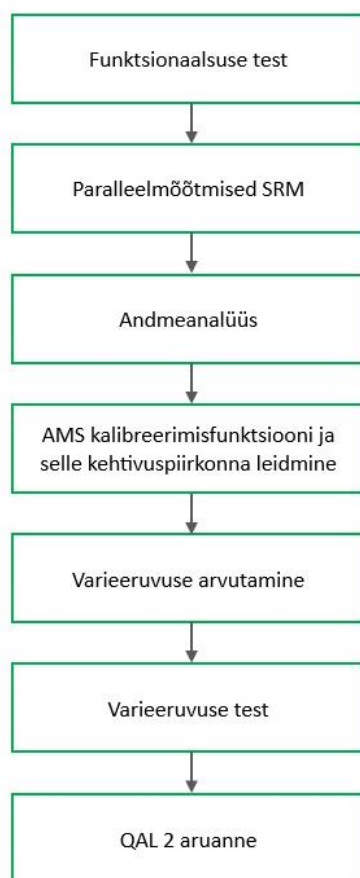 Funktsionaalsuse test
Paralleelmõõtmised SRM
Andmeanalüüs
AMS kalibreerimisfunktsiooni ja
selle kehtivuspiirkonna leidmine
Varieeruvuse arvutamine
Varieeruvuse test
QAL 2 aruanne